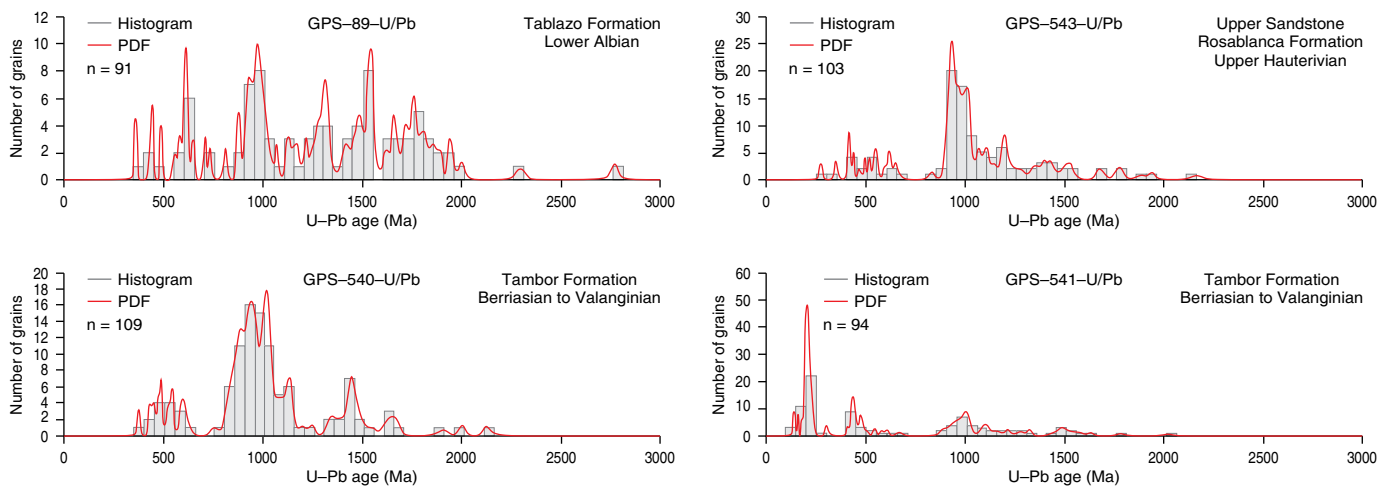 Histogram
PDF
n = 91
GPS–89–U/Pb
Tablazo Formation
Lower Albian
Number of grains
12
10
8
6
4
2
0
0 500 1000 1500 2000 2500 3000
U–Pb age (Ma)
Histogram
PDF
n = 103
GPS–543–U/Pb
Upper Sandstone
Rosablanca Formation
Upper Hauterivian
Number of grains
30
25
20
15
10
5
0
0 500 1000 1500 2000 2500 3000
U–Pb age (Ma)
Histogram
PDF
n = 109
GPS–540–U/Pb
Tambor Formation
Berriasian to Valanginian
Number of grains
20
18
16
14
12
10
8
6
4
2
0
0 500 1000 1500 2000 2500 3000
U–Pb age (Ma)
Histogram
PDF
n = 94
GPS–541–U/Pb
Tambor Formation
Berriasian to Valanginian
Number of grains
60
50
40
30
20
10
0
0 500 1000 1500 2000 2500 3000
U–Pb age (Ma)